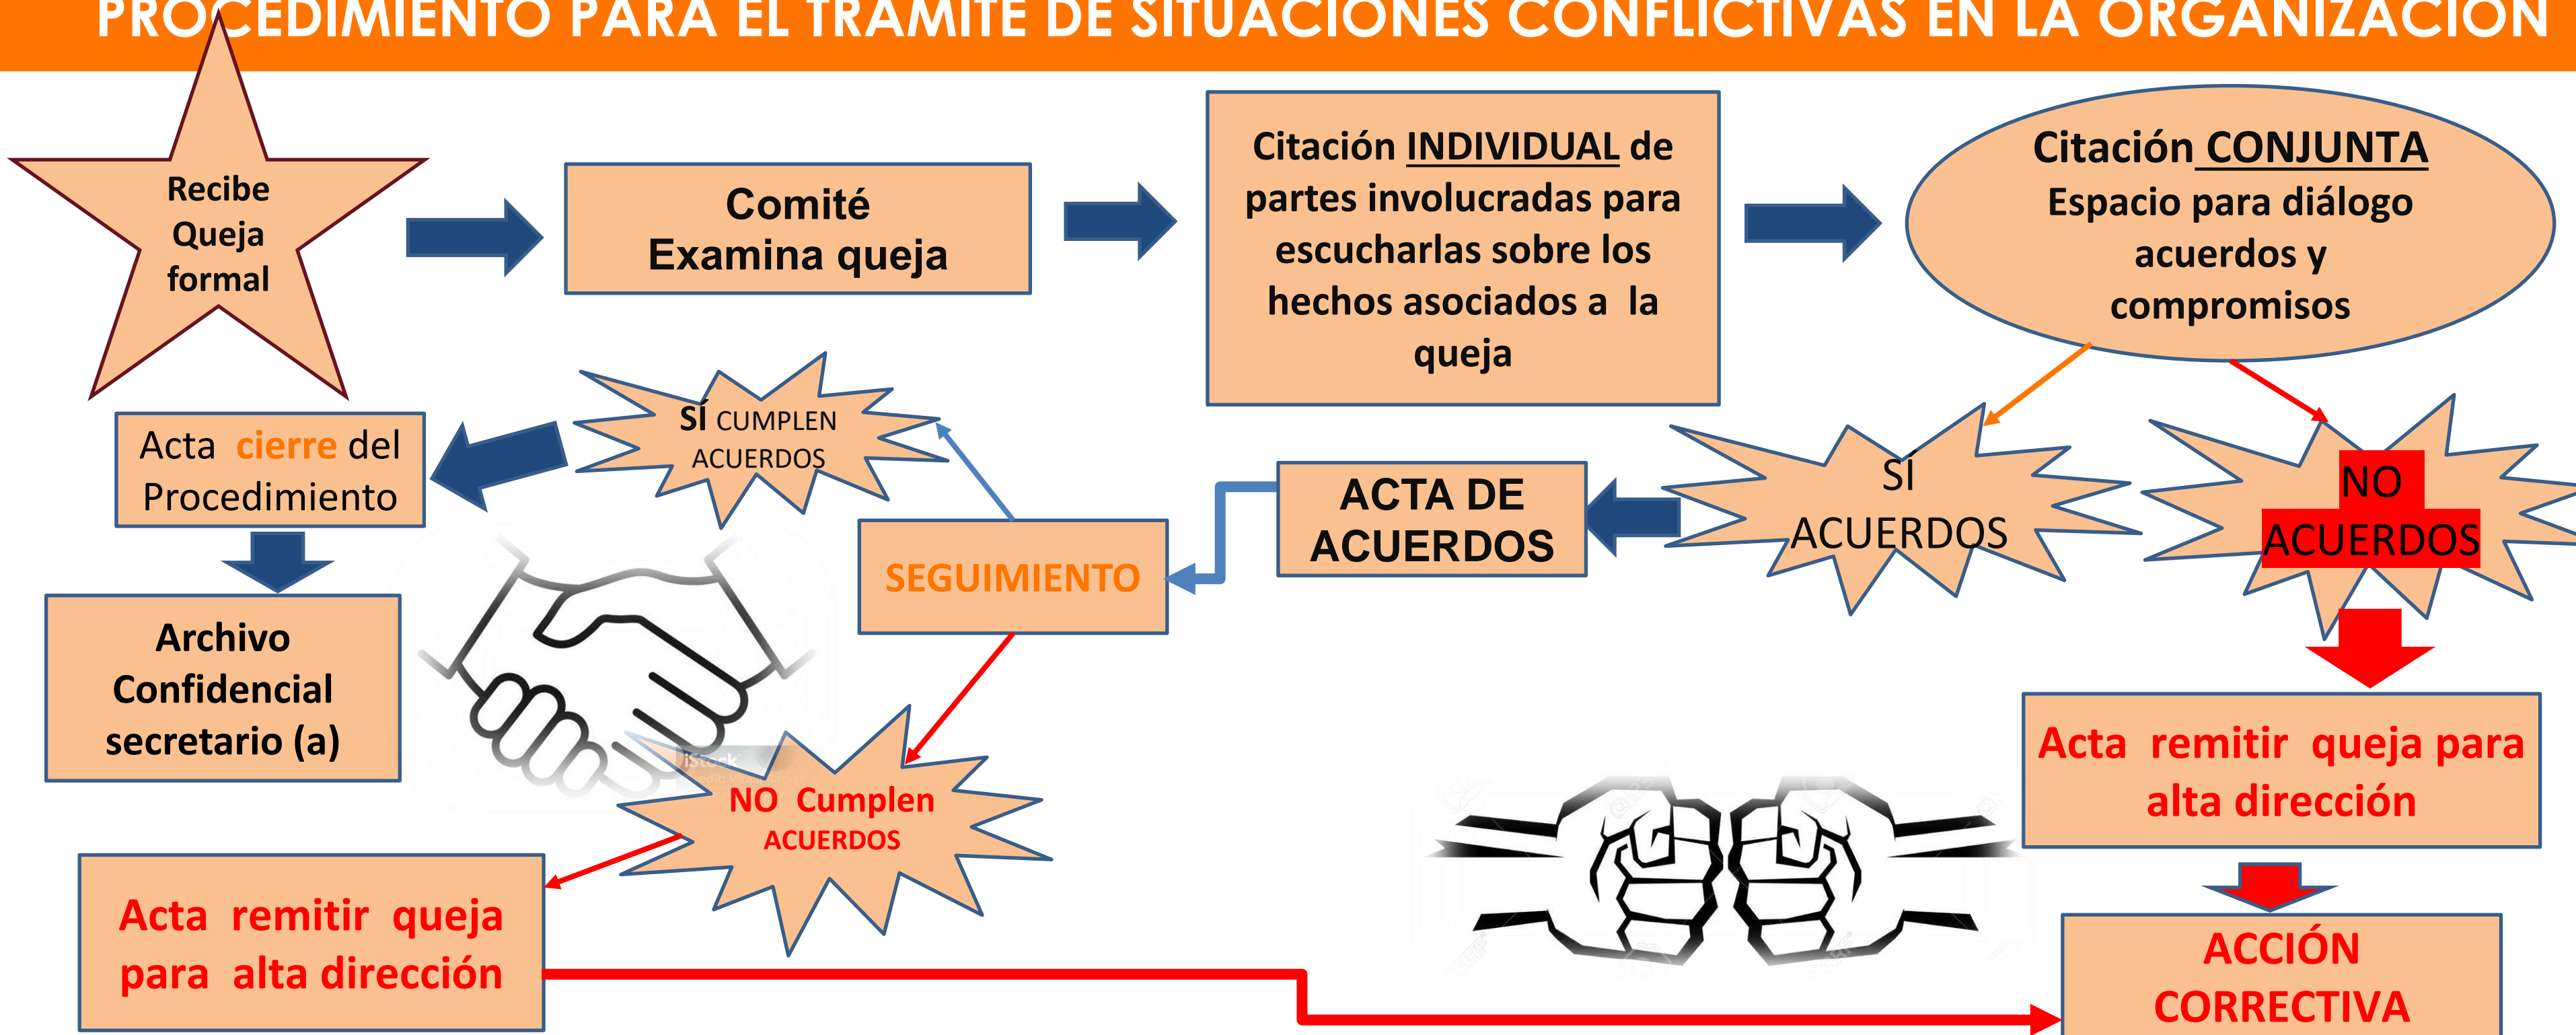 PROCEDIMIENTO PARA EL TRÁMITE DE SITUACIONES CONFLICTIVAS EN LA ORGANIZACIÓN
Recibe
Queja
formal
Comité
Examina queja
Citación INDIVIDUAL de
partes involucradas para
escucharlas sobre los
hechos asociados a la
queja
Citación CONJUNTA
Espacio para diálogo
acuerdos y
compromisos
SÍ
ACUERDOS
NO
ACUERDOS
ACTA DE
ACUERDOS
SEGUIMIENTO
SÍ CUMPLEN
ACUERDOS
Acta cierre del
Procedimiento
Archivo
Confidencial
secretario (a)
iStock
NO Cumplen
ACUERDOS
Acta remitir queja
para alta dirección
Acta remitir queja para
alta dirección
ACCIÓN
CORRECTIVA